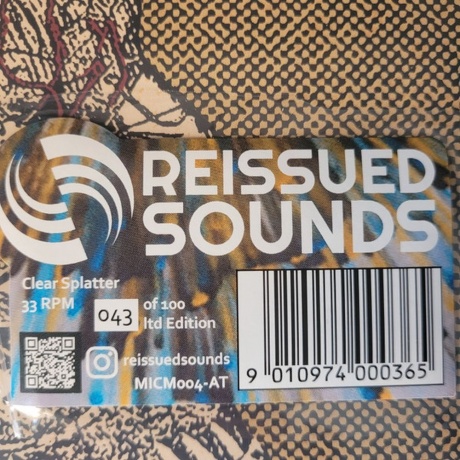 REISSUED
SOUNDS
Clear Splatter
33 RPM
043 of 100
ltd Edition
reissuedsounds
MICM004-AT
9 010974 000365